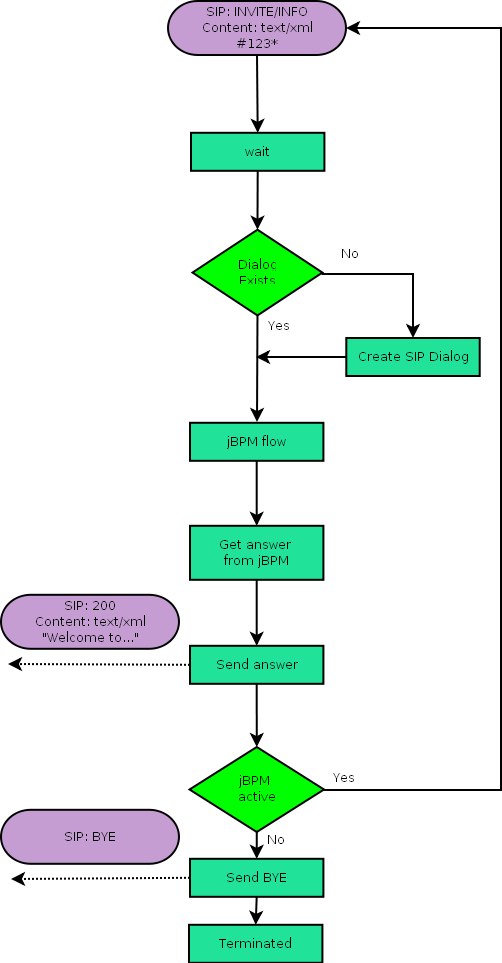 SIP: INVITE/INFO
Content: text/xml
#123*
wait
Dialog
Exists
No
Yes
Create SIP Dialog
jBPM flow
Get answer
from jBPM
SIP: 200
Content: text/xml
"Welcome to..."
Send answer
jBPM
active
Yes
SIP: BYE
No
Send BYE
Terminated